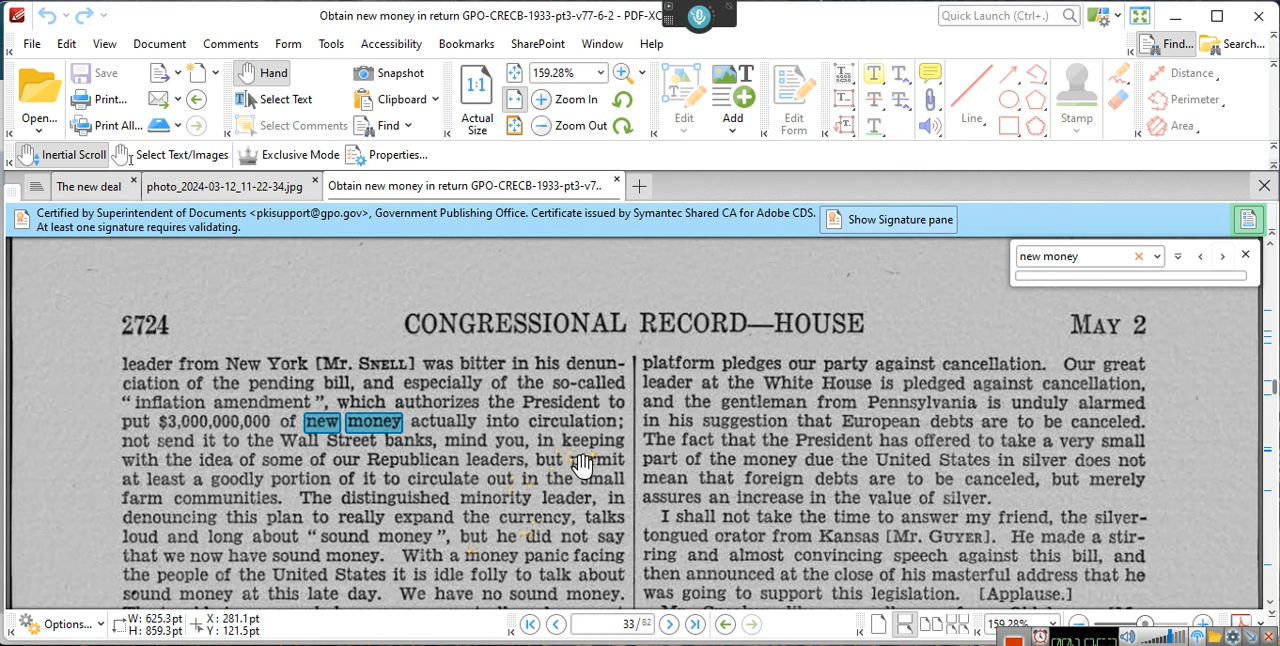 Obtain new money in return GPO-CRECB-1933-pt3-v77-6-2 - PDF-XC
Quick Launch (Ctrl+.)
File Edit View Document Comments Form Tools Accessibility Bookmarks SharePoint Window Help
Find... Search...
Open... Save Print... Print All...
Hand Select Text Select Comments
Snapshot Clipboard Find
1:1 Actual Size
159.28% Zoom In Zoom Out
Edit Add Edit Form
Line Stamp
Distance Perimeter Area
Inertial Scroll Select Text/Images Exclusive Mode Properties...
The new deal photo_2024-03-12_11-22-34.jpg Obtain new money in return GPO-CRECB-1933-pt3-v7..
Certified by Superintendent of Documents <pkisupport@gpo.gov>, Government Publishing Office. Certificate issued by Symantec Shared CA for Adobe CDS.
At least one signature requires validating.
Show Signature pane
new money
2724 CONGRESSIONAL RECORD—HOUSE MAY 2
leader from New York [Mr. SNELL] was bitter in his denun-
ciation of the pending bill, and especially of the so-called
"inflation amendment", which authorizes the President to
put $3,000,000,000 of new money actually into circulation;
not send it to the Wall Street banks, mind you, in keeping
with the idea of some of our Republican leaders, but permit
at least a goodly portion of it to circulate out in the small
farm communities. The distinguished minority leader, in
denouncing this plan to really expand the currency, talks
loud and long about "sound money", but he did not say
that we now have sound money. With a money panic facing
the people of the United States it is idle folly to talk about
sound money at this late day. We have no sound money.
platform pledges our party against cancellation. Our great
leader at the White House is pledged against cancellation,
and the gentleman from Pennsylvania is unduly alarmed
in his suggestion that European debts are to be canceled.
The fact that the President has offered to take a very small
part of the money due the United States in silver does not
mean that foreign debts are to be canceled, but merely
assures an increase in the value of silver.
I shall not take the time to answer my friend, the silver-
tongued orator from Kansas [Mr. GUYER]. He made a stir-
ring and almost convincing speech against this bill, and
then announced at the close of his masterful address that he
was going to support this legislation. [Applause.]
Options... W: 625.3pt X: 281.1pt 33 / 82 159.28%
H: 859.3pt Y: 121.5pt